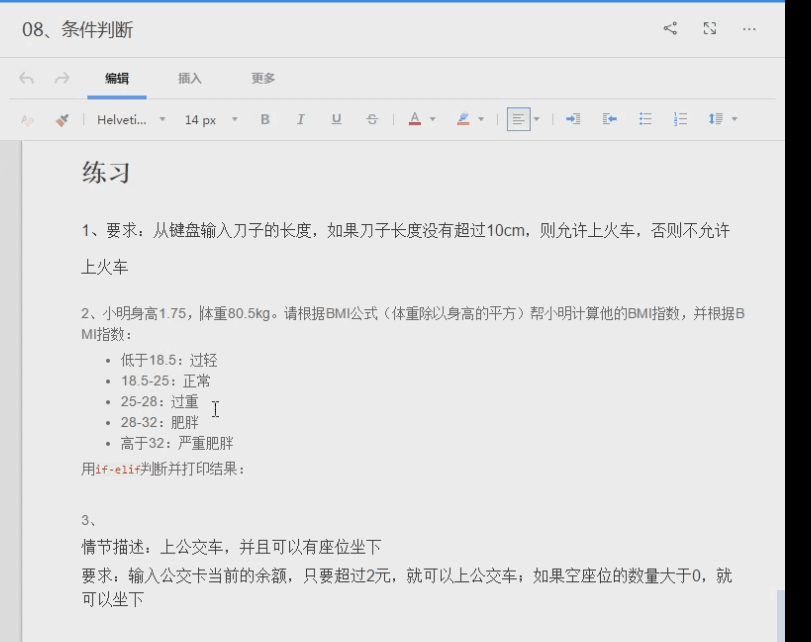 08、条件判断
编辑 插入 更多
Helveti... 14 px B I U S A
练习
1、要求：从键盘输入刀子的长度，如果刀子长度没有超过10cm，则允许上火车，否则不允许
上火车
2、小明身高1.75，体重80.5kg。请根据BMI公式（体重除以身高的平方）帮小明计算他的BMI指数，并根据B
MI指数：
• 低于18.5：过轻
• 18.5-25：正常
• 25-28：过重
• 28-32：肥胖
• 高于32：严重肥胖
用if-elif判断并打印结果：
3、
情节描述：上公交车，并且可以有座位坐下
要求：输入公交卡当前的余额，只要超过2元，就可以上公交车；如果空座位的数量大于0，就
可以坐下